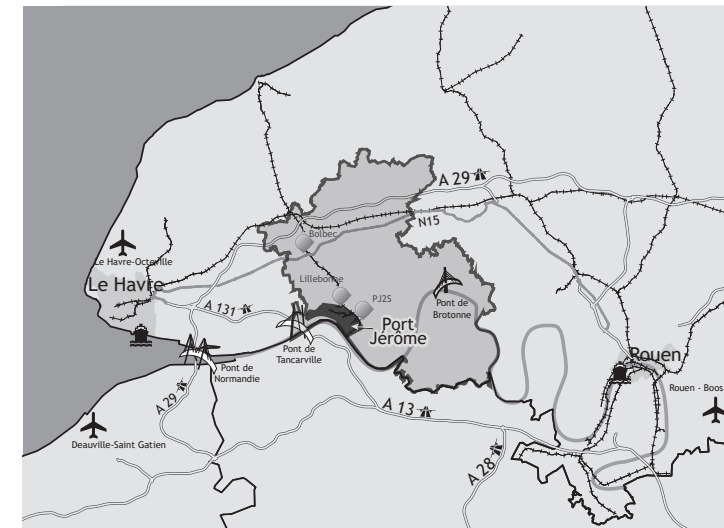 A 29
N15
Bolbec
Le Havre-Octeville
Le Havre
Lillebonne
PJ2S
A 131
Pont de
Brotonne
Port
Jérôme
Pont de
Tancarville
Pont de
Normandie
Rouen
Rouen - Boos
A 29
A 13
Deauville-Saint Gatien
A 28